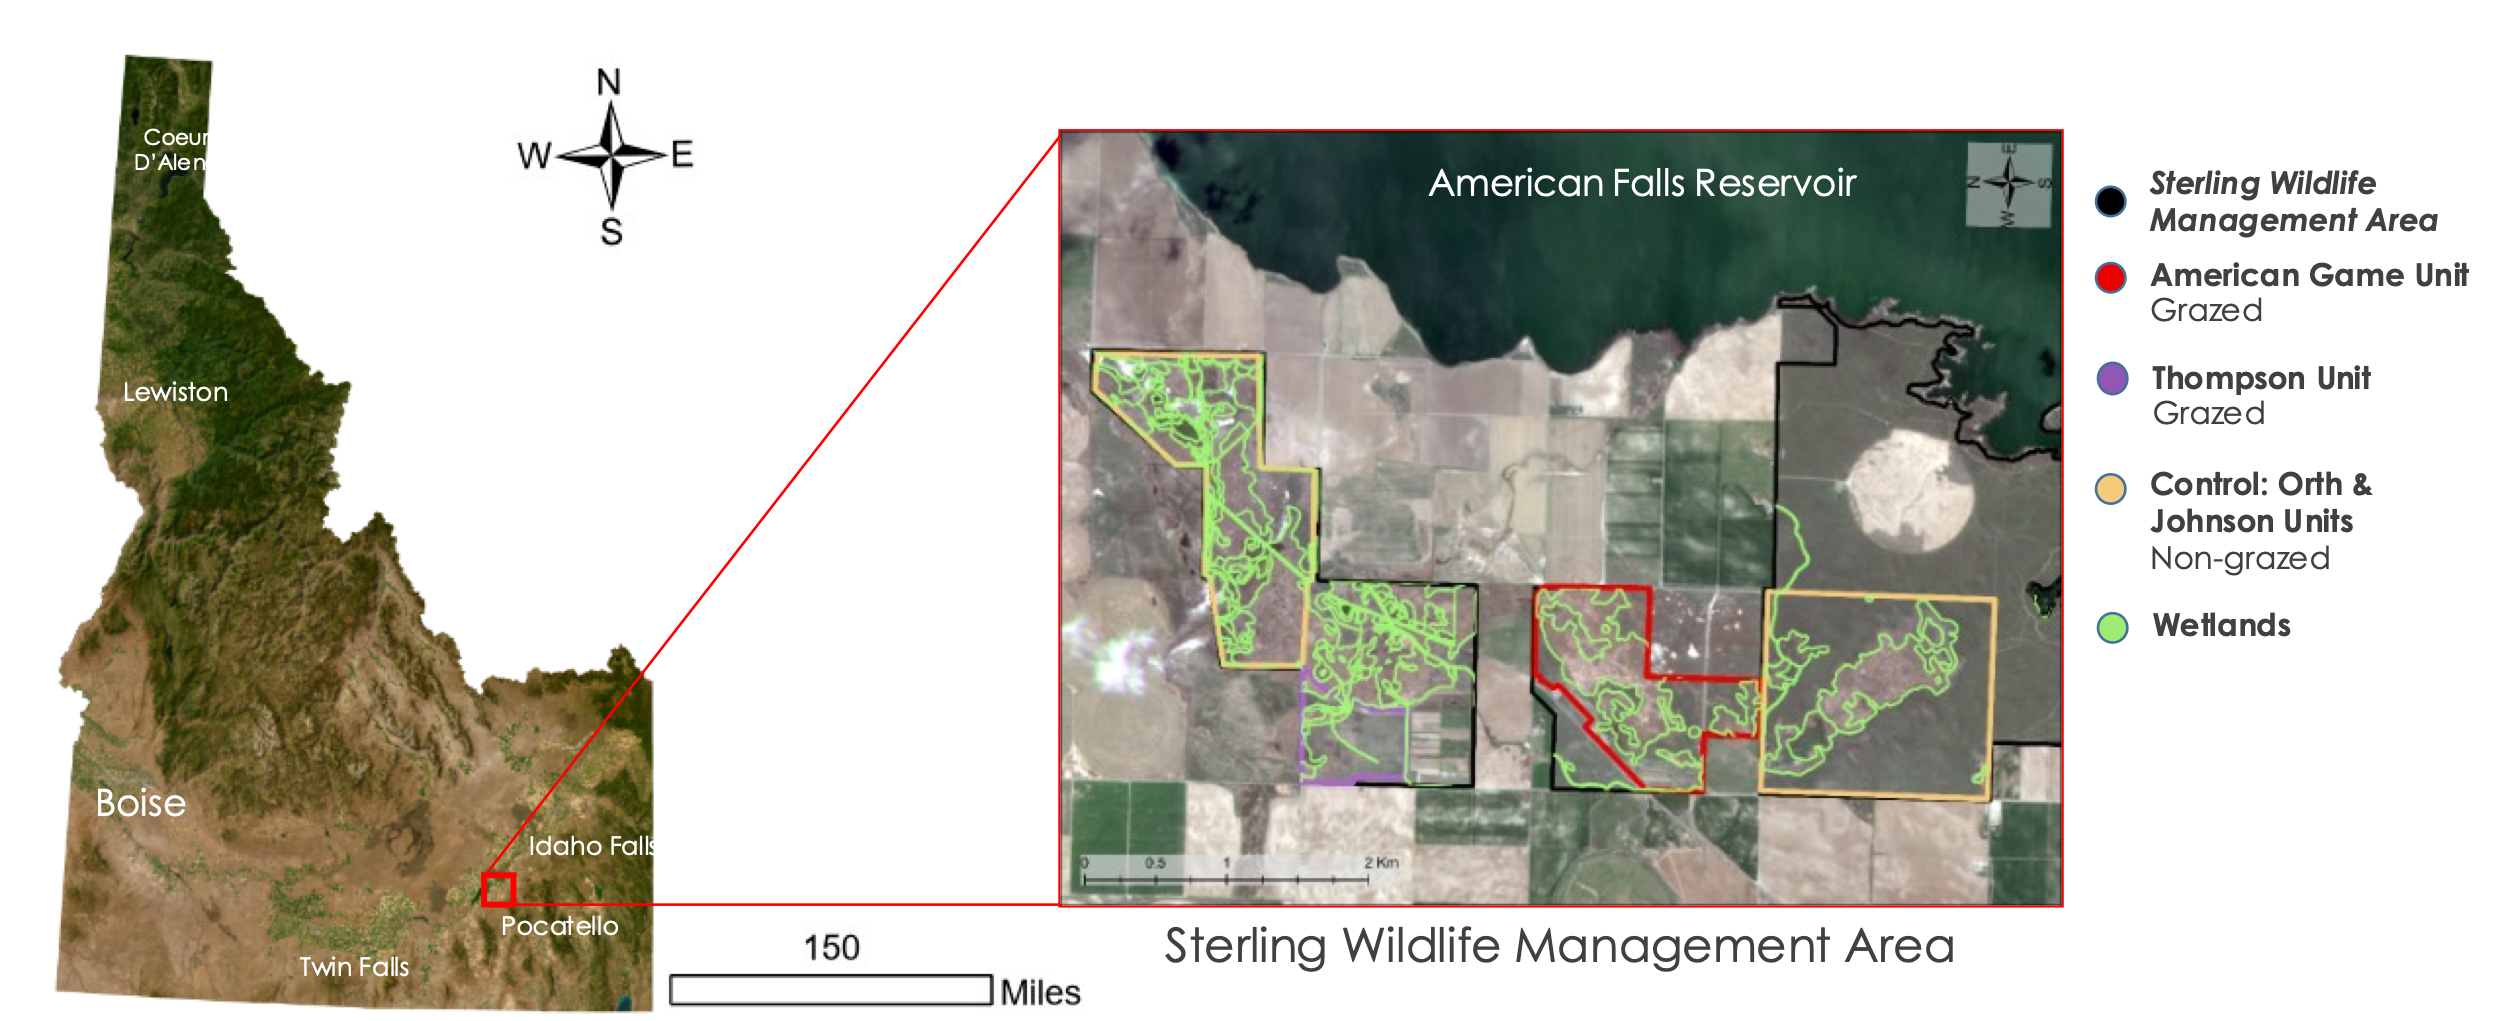 Coeur
D'Alen
Lewiston
Boise
Idaho Falls
Pocatello
Twin Falls
N
W
E
S
150
Miles
American Falls Reservoir
E
N
S
W
0
0.5
1
2 Km
Sterling Wildlife Management Area
Sterling Wildlife
Management Area
American Game Unit
Grazed
Thompson Unit
Grazed
Control: Orth &
Johnson Units
Non-grazed
Wetlands